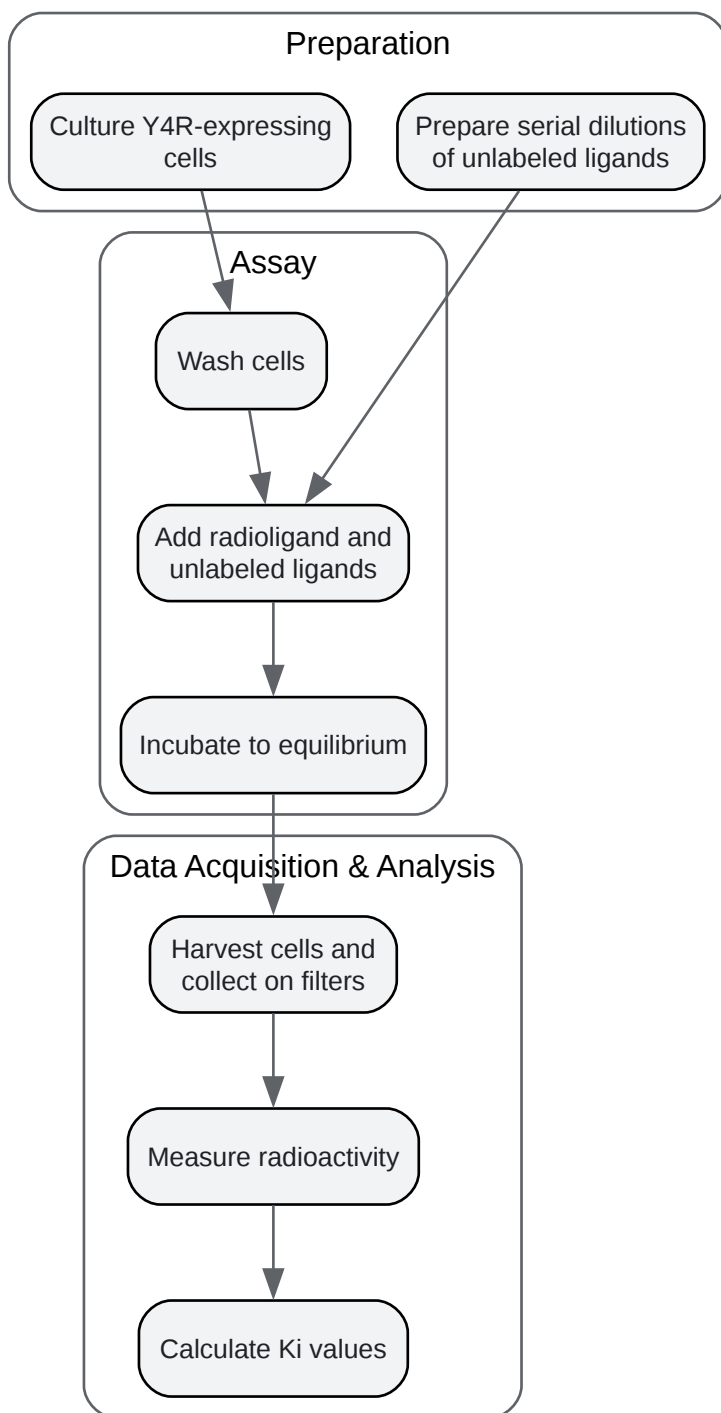 Preparation
Culture Y4R-expressing
cells
Prepare serial dilutions
of unlabeled ligands
Assay
Wash cells
Add radioligand and
unlabeled ligands
Incubate to equilibrium
Data Acquisition & Analysis
Harvest cells and
collect on filters
Measure radioactivity
Calculate Ki values